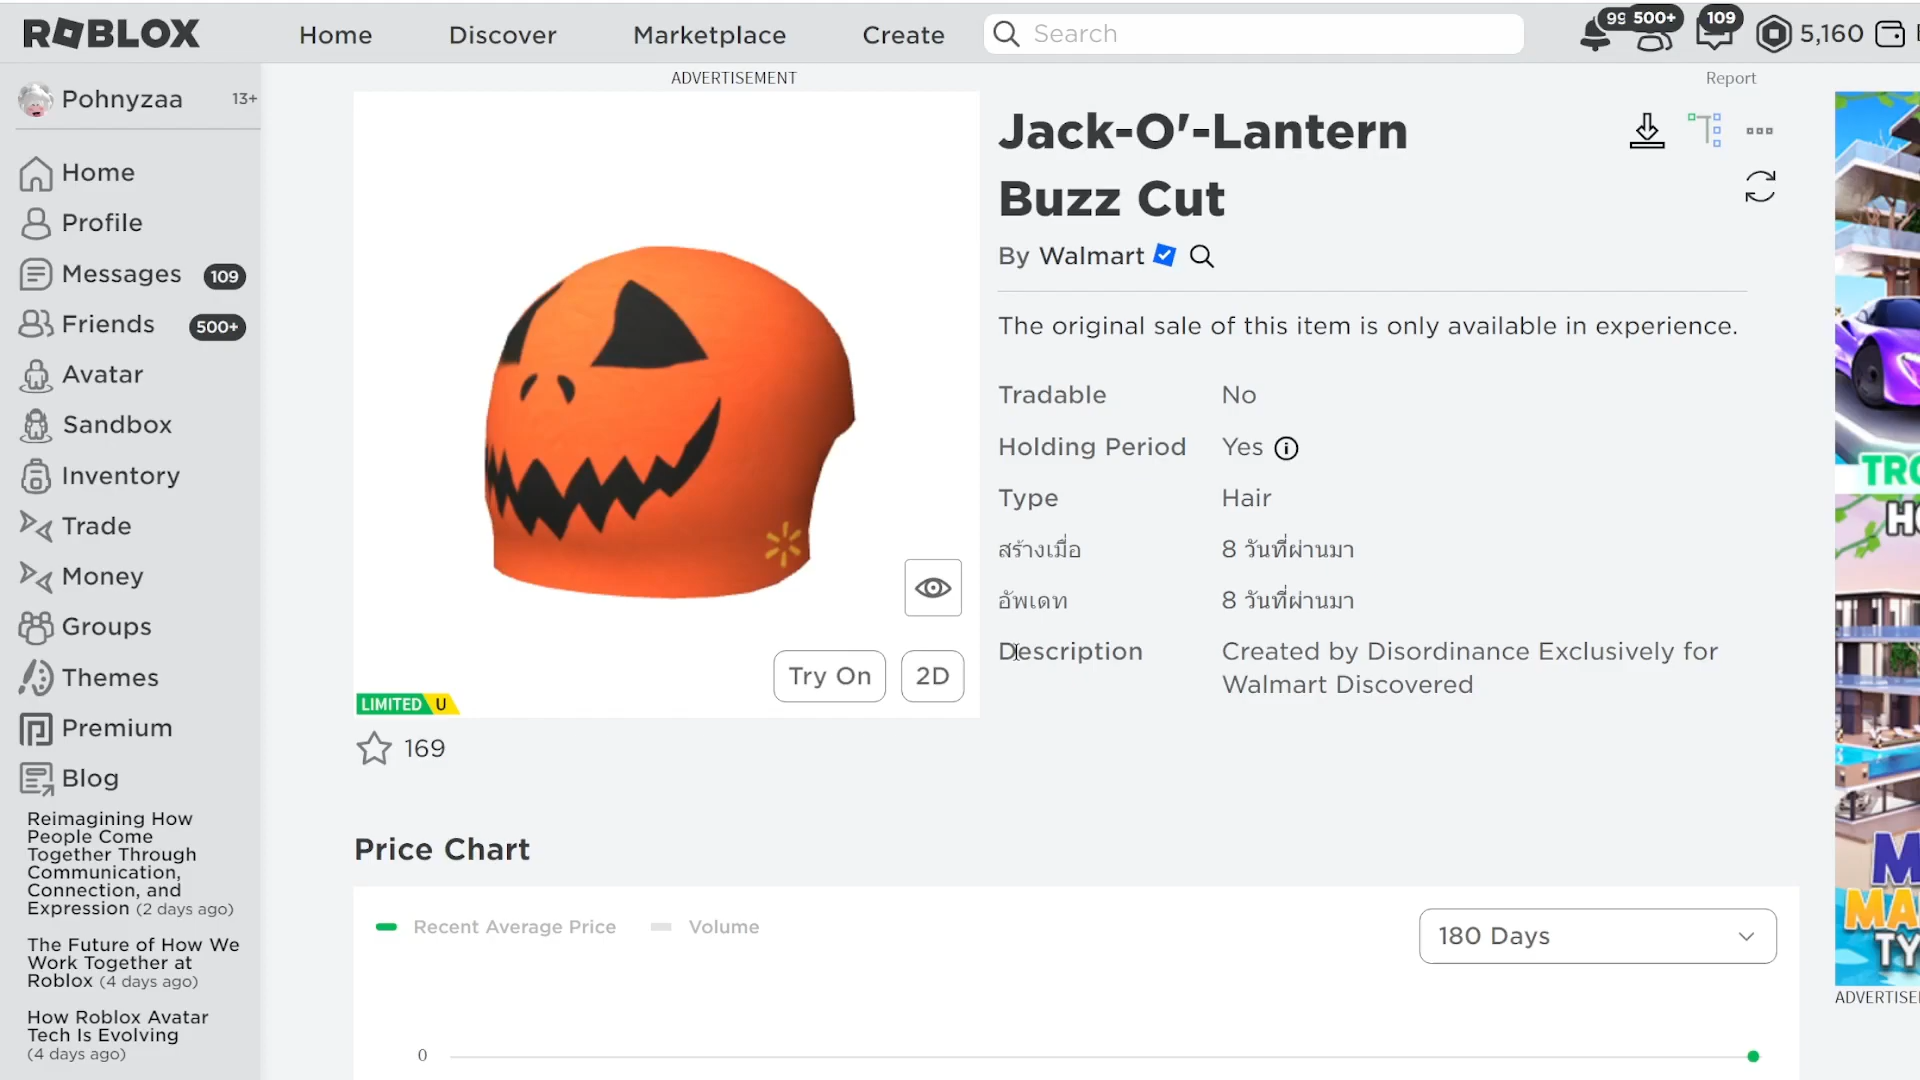 ROBLOX
Home
Discover
Marketplace
Create
Search
99
500+
109
5,160
Pohnyzaa
13+
Home
Profile
Messages
109
Friends
500+
Avatar
Sandbox
Inventory
Trade
Money
Groups
Themes
Premium
Blog
Reimagining How
People Come
Together Through
Communication,
Connection, and
Expression (2 days ago)
The Future of How We
Work Together at
Roblox (4 days ago)
How Roblox Avatar
Tech Is Evolving
(4 days ago)
ADVERTISEMENT
Report
Jack-O'-Lantern
Buzz Cut
By Walmart
The original sale of this item is only available in experience.
Tradable No
Holding Period Yes
Type Hair
สร้างเมื่อ 8 วันที่ผ่านมา
อัพเดท 8 วันที่ผ่านมา
Description Created by Disordinance Exclusively for
Walmart Discovered
Try On
2D
LIMITED U
169
Price Chart
Recent Average Price
Volume
180 Days
0